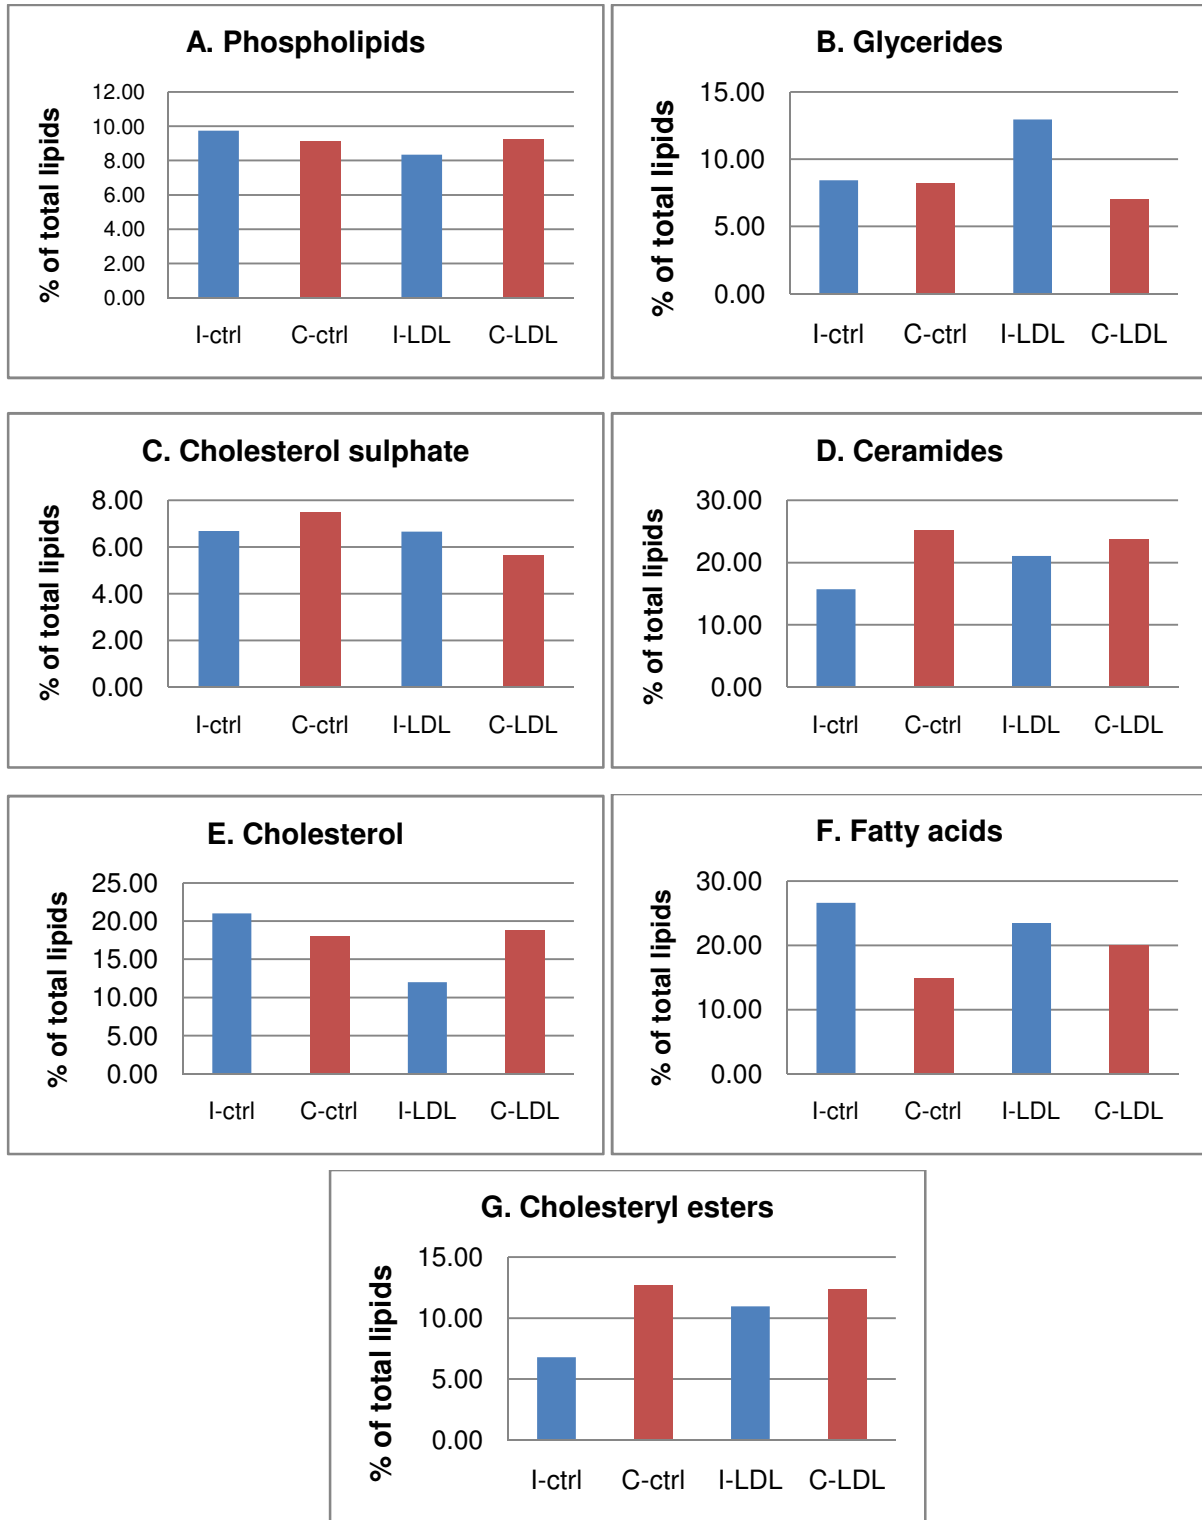 A. Phospholipids
% of total lipids
12.00
10.00
8.00
6.00
4.00
2.00
0.00
I-ctrl C-ctrl I-LDL C-LDL
B. Glycerides
% of total lipids
15.00
10.00
5.00
0.00
I-ctrl C-ctrl I-LDL C-LDL
C. Cholesterol sulphate
% of total lipids
8.00
6.00
4.00
2.00
0.00
I-ctrl C-ctrl I-LDL C-LDL
D. Ceramides
% of total lipids
30.00
20.00
10.00
0.00
I-ctrl C-ctrl I-LDL C-LDL
E. Cholesterol
% of total lipids
25.00
20.00
15.00
10.00
5.00
0.00
I-ctrl C-ctrl I-LDL C-LDL
F. Fatty acids
% of total lipids
30.00
20.00
10.00
0.00
I-ctrl C-ctrl I-LDL C-LDL
G. Cholesteryl esters
% of total lipids
15.00
10.00
5.00
0.00
I-ctrl C-ctrl I-LDL C-LDL